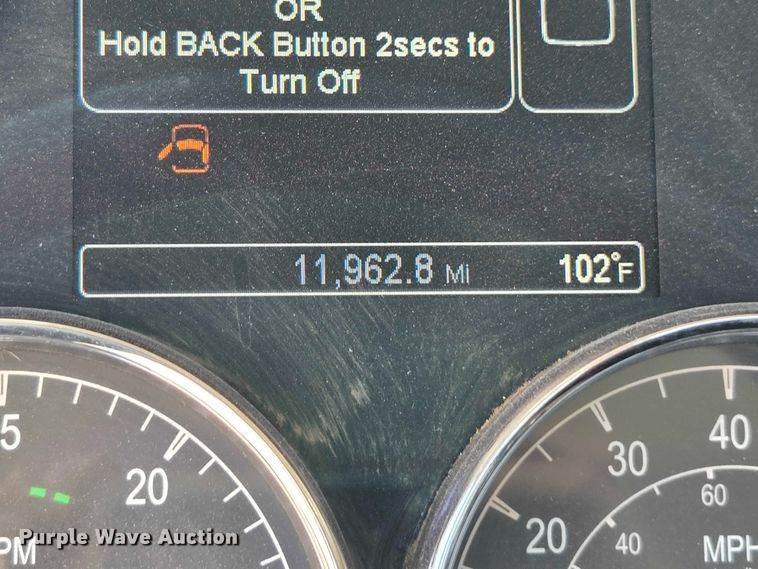 OR
Hold BACK Button 2secs to
Turn Off
11,962.8 MI
102°F
5
20
20
30
40
40
60
MPH
PM
Purple Wave Auction